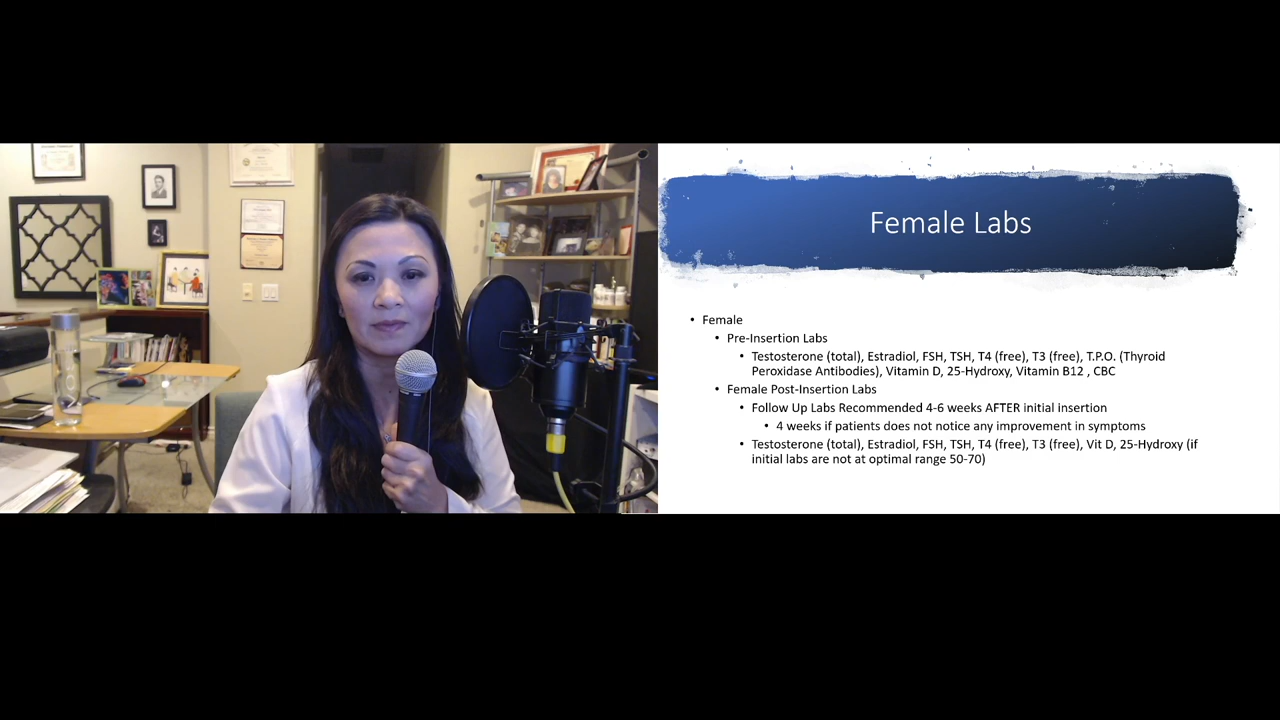 Female Labs
• Female
• Pre-Insertion Labs
• Testosterone (total), Estradiol, FSH, TSH, T4 (free), T3 (free), T.P.O. (Thyroid
Peroxidase Antibodies), Vitamin D, 25-Hydroxy, Vitamin B12 , CBC
• Female Post-Insertion Labs
• Follow Up Labs Recommended 4-6 weeks AFTER initial insertion
• 4 weeks if patients does not notice any improvement in symptoms
• Testosterone (total), Estradiol, FSH, TSH, T4 (free), T3 (free), Vit D, 25-Hydroxy (if
initial labs are not at optimal range 50-70)